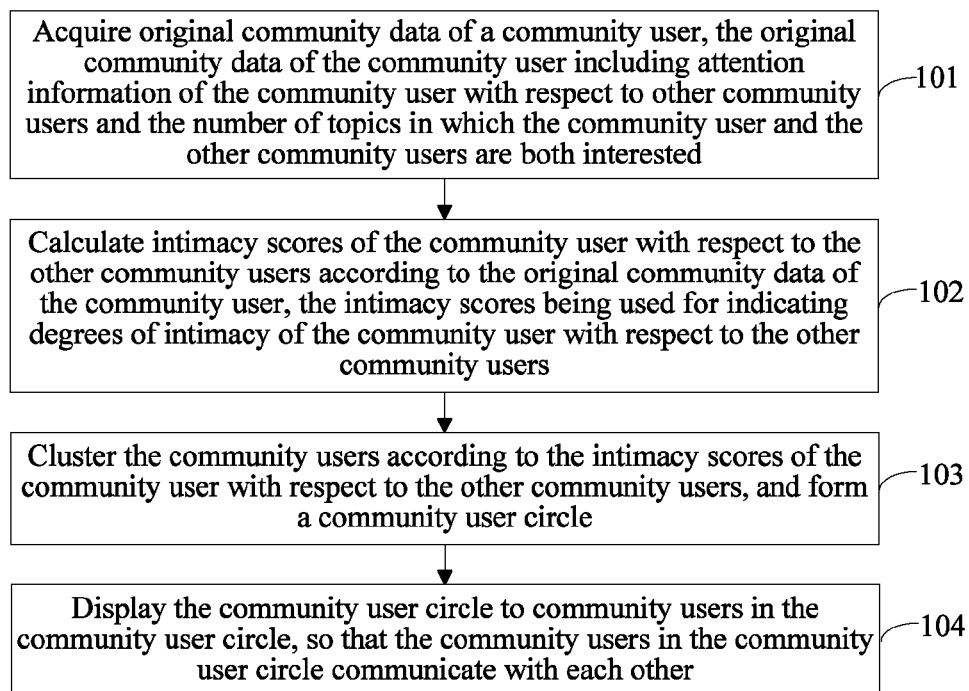 Acquire original community data of a community user, the original
community data of the community user including attention
information of the community user with respect to other community
users and the number of topics in which the community user and the
other community users are both interested
101
Calculate intimacy scores of the community user with respect to the
other community users according to the original community data of
the community user, the intimacy scores being used for indicating
degrees of intimacy of the community user with respect to the other
community users
102
Cluster the community users according to the intimacy scores of the
community user with respect to the other community users, and form
a community user circle
103
Display the community user circle to community users in the
community user circle, so that the community users in the community
user circle communicate with each other
104